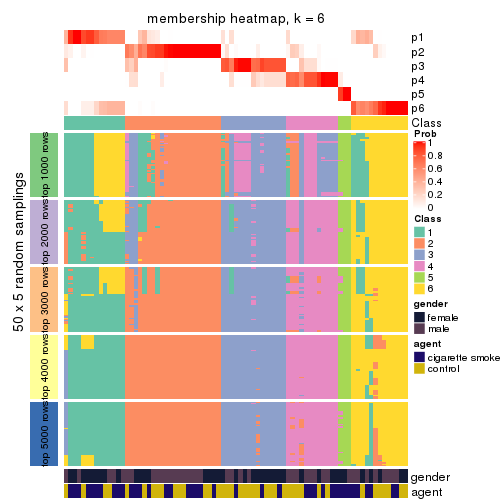 membership heatmap, k = 6
p1
p2
p3
p4
p5
p6
Class
Prob
1
0.8
0.6
0.4
0.2
0
Class
1
2
3
4
5
6
gender
female
male
agent
cigarette smoke
control
50 x 5 random samplings
top 1000 rows
top 2000 rows
top 3000 rows
top 4000 rows
top 5000 rows
gender
agent